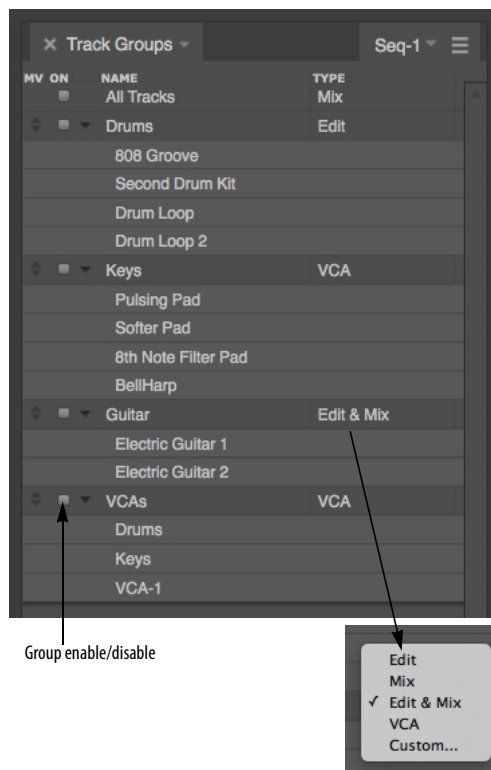 × Track Groups Seq-1
MV ON NAME TYPE
All Tracks Mix
Drums Edit
808 Groove
Second Drum Kit
Drum Loop
Drum Loop 2
Keys VCA
Pulsing Pad
Softer Pad
8th Note Filter Pad
BellHarp
Guitar Edit & Mix
Electric Guitar 1
Electric Guitar 2
VCAs VCA
Drums
Keys
VCA-1
Group enable/disable
Edit
Mix
✓ Edit & Mix
VCA
Custom...